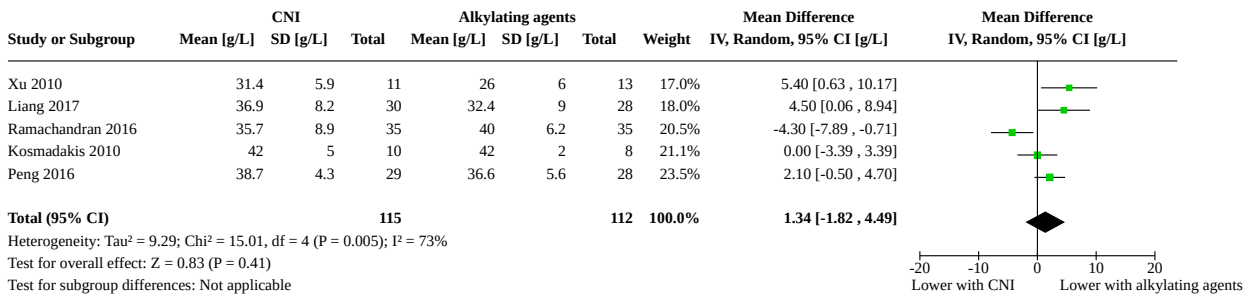 CNI Alkylating agents Mean Difference Mean Difference
Study or Subgroup Mean [g/L] SD [g/L] Total Mean [g/L] SD [g/L] Total Weight IV, Random, 95% CI [g/L] IV, Random, 95% CI [g/L]
Xu 2010 31.4 5.9 11 26 6 13 17.0% 5.40 [0.63 , 10.17]
Liang 2017 36.9 8.2 30 32.4 9 28 18.0% 4.50 [0.06 , 8.94]
Ramachandran 2016 35.7 8.9 35 40 6.2 35 20.5% -4.30 [-7.89 , -0.71]
Kosmadakis 2010 42 5 10 42 2 8 21.1% 0.00 [-3.39 , 3.39]
Peng 2016 38.7 4.3 29 36.6 5.6 28 23.5% 2.10 [-0.50 , 4.70]
Total (95% CI) 115 112 100.0% 1.34 [-1.82 , 4.49]
Heterogeneity: Tau² = 9.29; Chi² = 15.01, df = 4 (P = 0.005); I² = 73%
Test for overall effect: Z = 0.83 (P = 0.41)
Test for subgroup differences: Not applicable
-20 -10 0 10 20
Lower with CNI Lower with alkylating agents